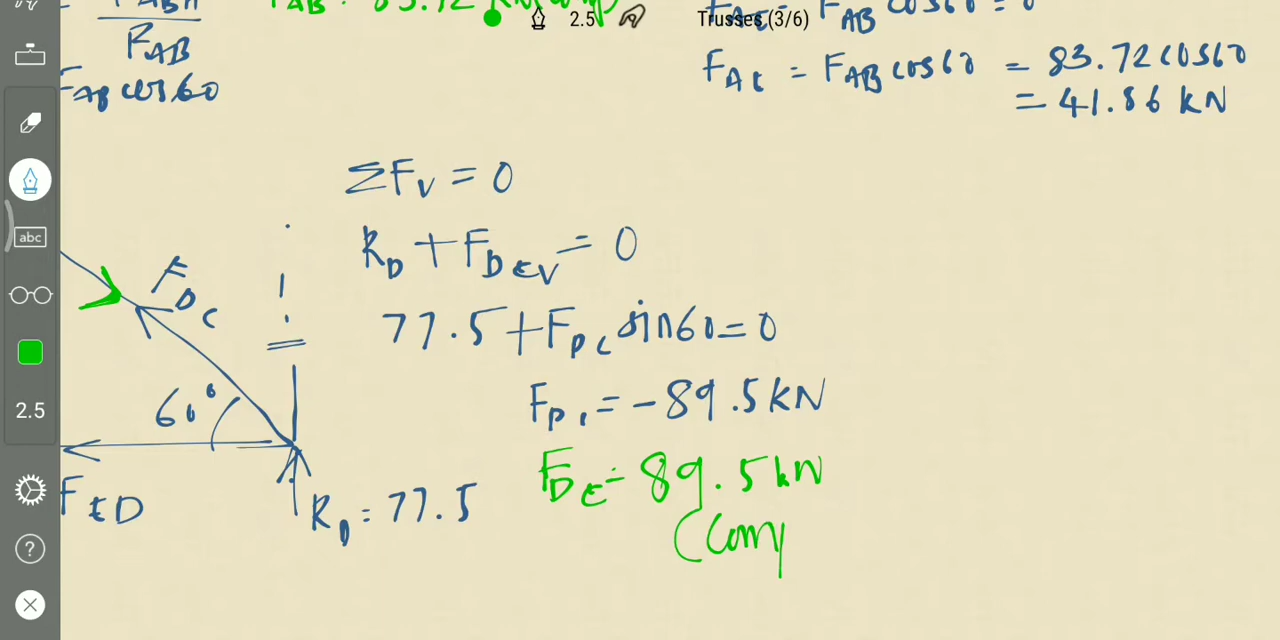 F_AB
F_AB cos60
2.5
Trusses (3/6)
F_AE = F_AB cos60 = 83.72 cos60
= 41.86 kN
ΣF_V = 0
R_D + F_DCV = 0
77.5 + F_DC sin60 = 0
F_DC = -89.5 kN
F_DC = 89.5 kN
(Comp
F_DC
60°
F_ED
R_D = 77.5
abc
2.5
?